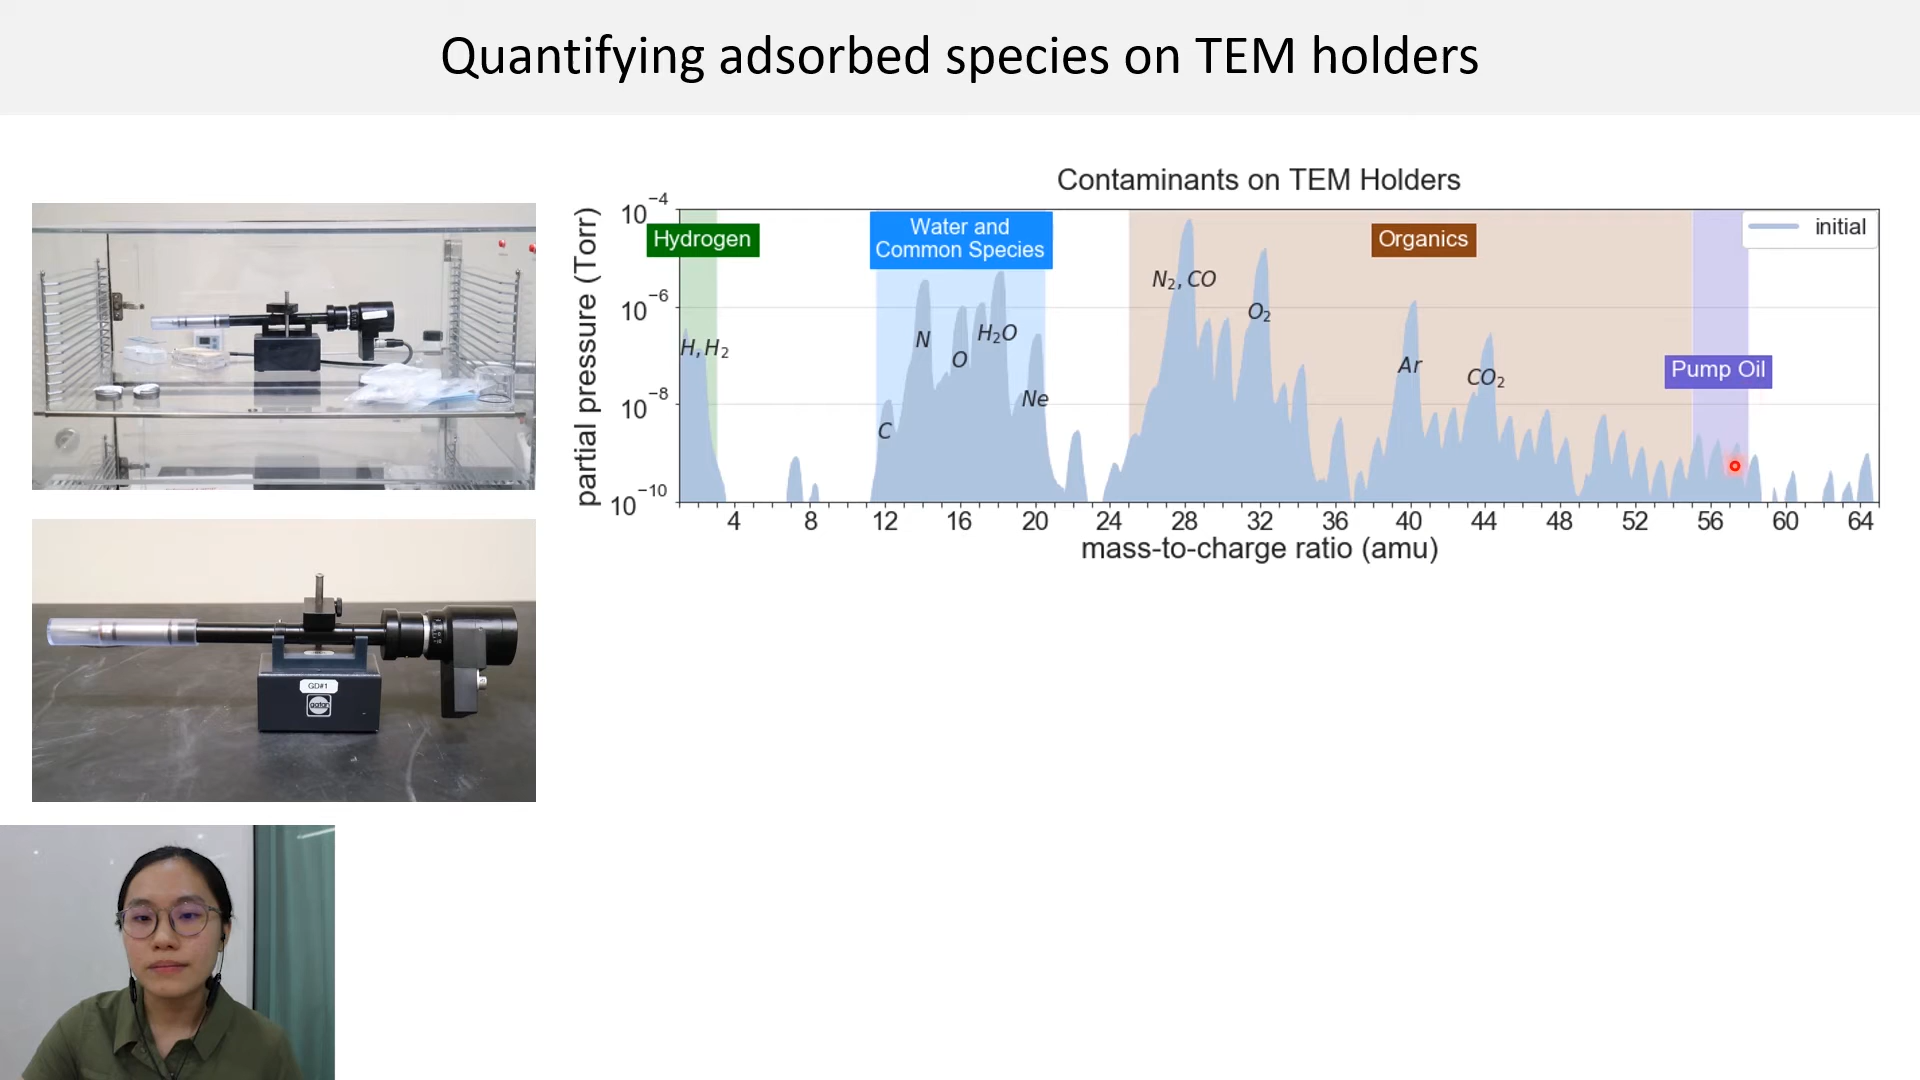 Quantifying adsorbed species on TEM holders
Contaminants on TEM Holders
partial pressure (Torr)
10⁻⁴
10⁻⁶
10⁻⁸
10⁻¹⁰
Hydrogen
Water and
Common Species
Organics
Pump Oil
initial
H, H₂
C
N
O
H₂O
Ne
N₂, CO
O₂
Ar
CO₂
4 8 12 16 20 24 28 32 36 40 44 48 52 56 60 64
mass-to-charge ratio (amu)
GD#1
gatan